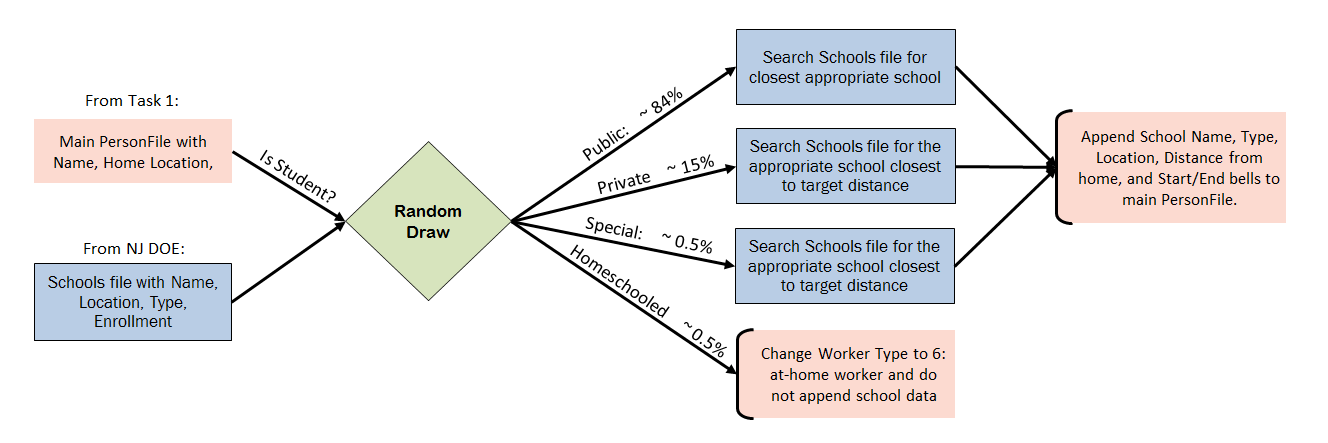 From Task 1:
Main PersonFile with
Name, Home Location,
From NJ DOE:
Schools file with Name,
Location, Type,
Enrollment
Is Student?
Random
Draw
Public: ~ 84%
Private ~ 15%
Special: ~ 0.5%
Homeschooled ~0.5%
Search Schools file for
closest appropriate school
Search Schools file for the
appropriate school closest
to target distance
Search Schools file for the
appropriate school closest
to target distance
Change Worker Type to 6:
at-home worker and do
not append school data
Append School Name, Type,
Location, Distance from
home, and Start/End bells to
main PersonFile.